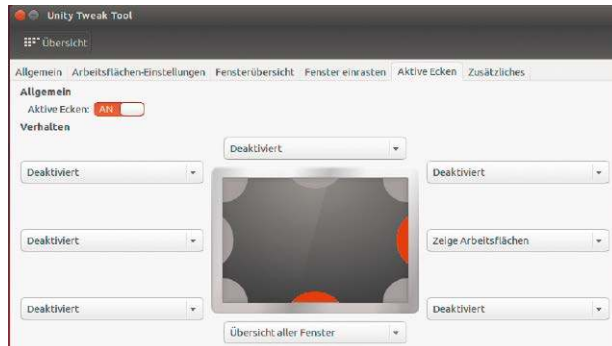 Unity Tweak Tool
Übersicht
Allgemein Arbeitsflächen-Einstellungen Fensterübersicht Fenster einrasten Aktive Ecken Zusätzliches
Allgemein
Aktive Ecken: AN
Verhalten
Deaktiviert
Deaktiviert Deaktiviert
Deaktiviert Zeige Arbeitsflächen
Deaktiviert Deaktiviert
Übersicht aller Fenster